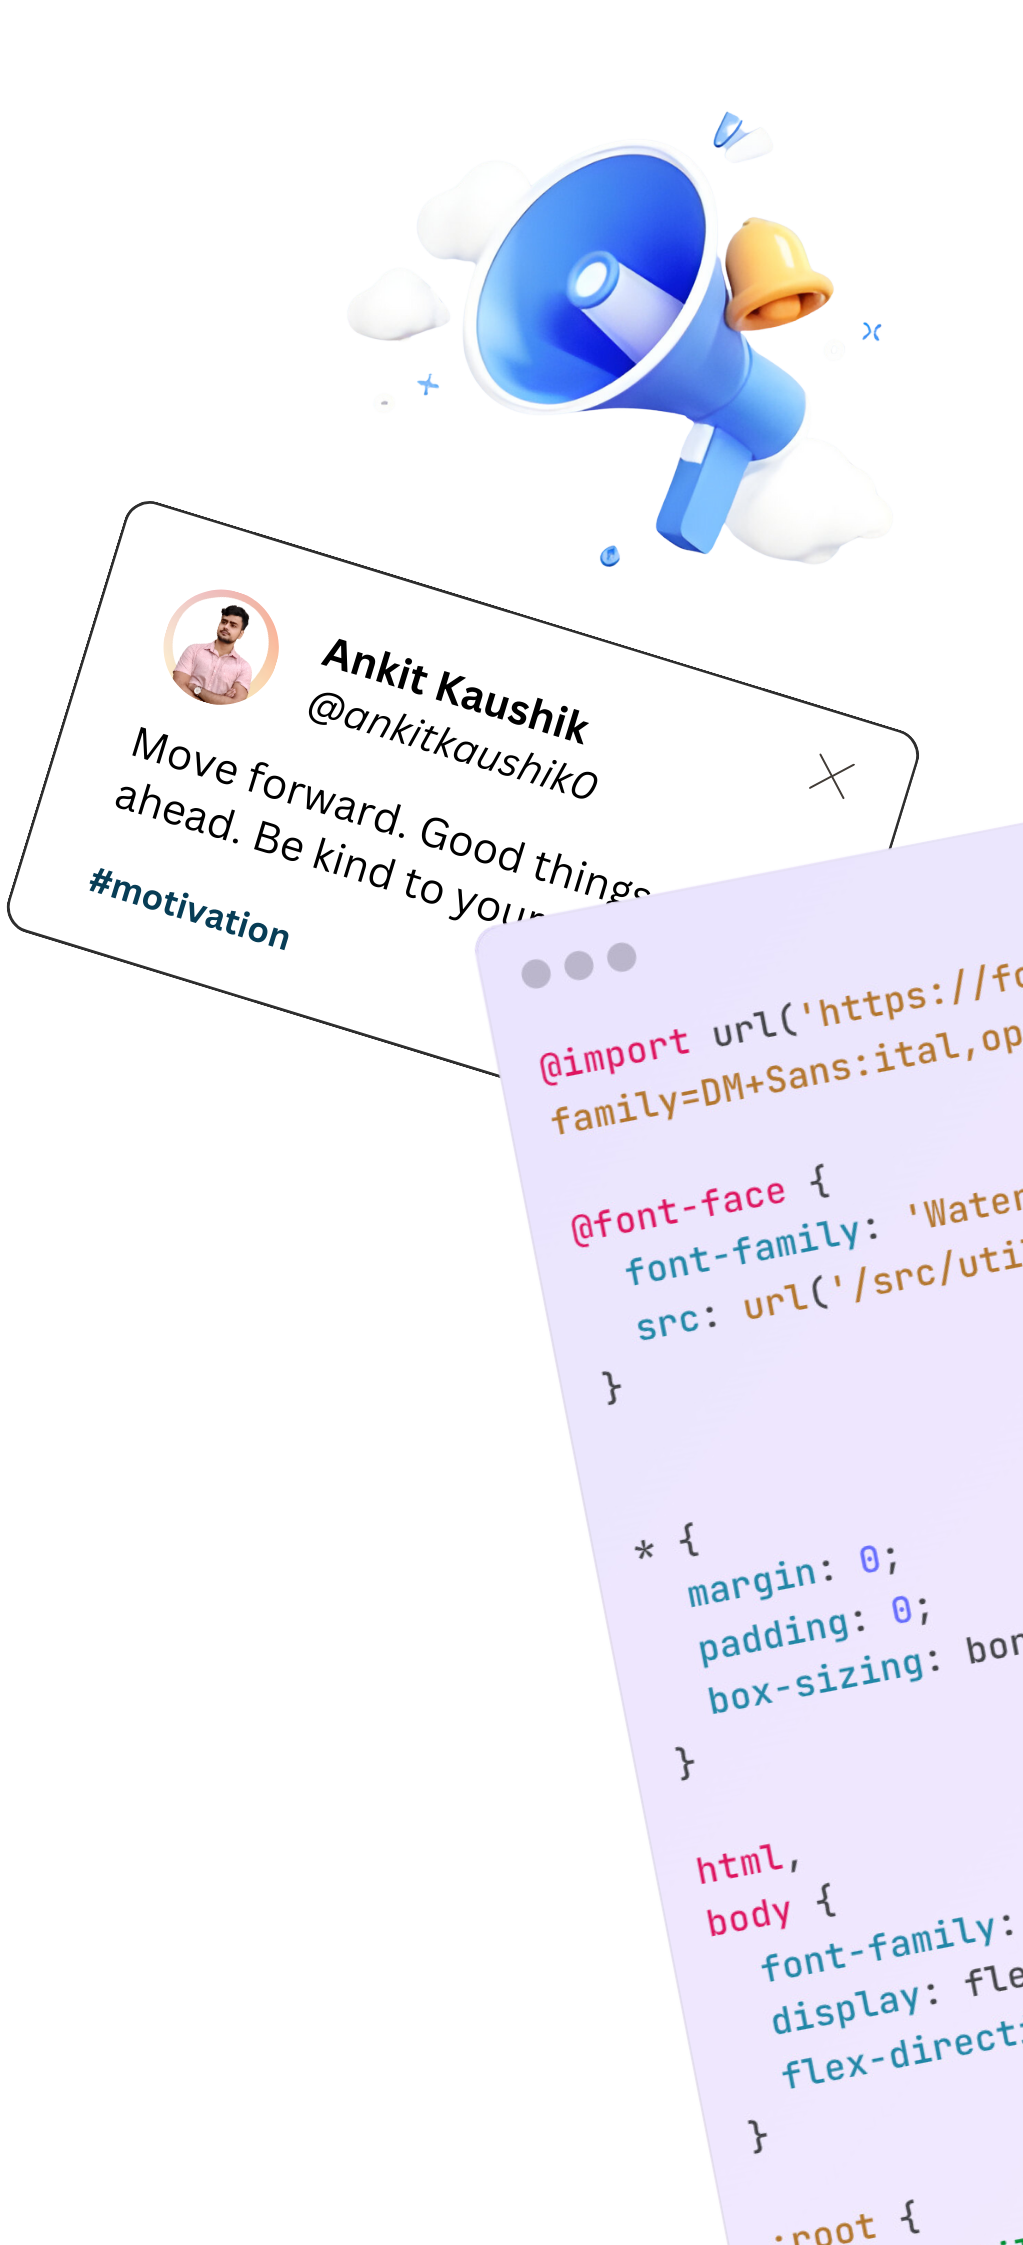 Ankit Kaushik
@ankitkaushik0
Move forward. Good things
ahead. Be kind to your
#motivation
@import url('https://fo
family=DM+Sans:ital,op
@font-face {
font-family: 'Water
src: url('/src/uti
}
* {
margin: 0;
padding: 0;
box-sizing: bor
}
html,
body {
font-family:
display: fle
flex-directi
}
:root {